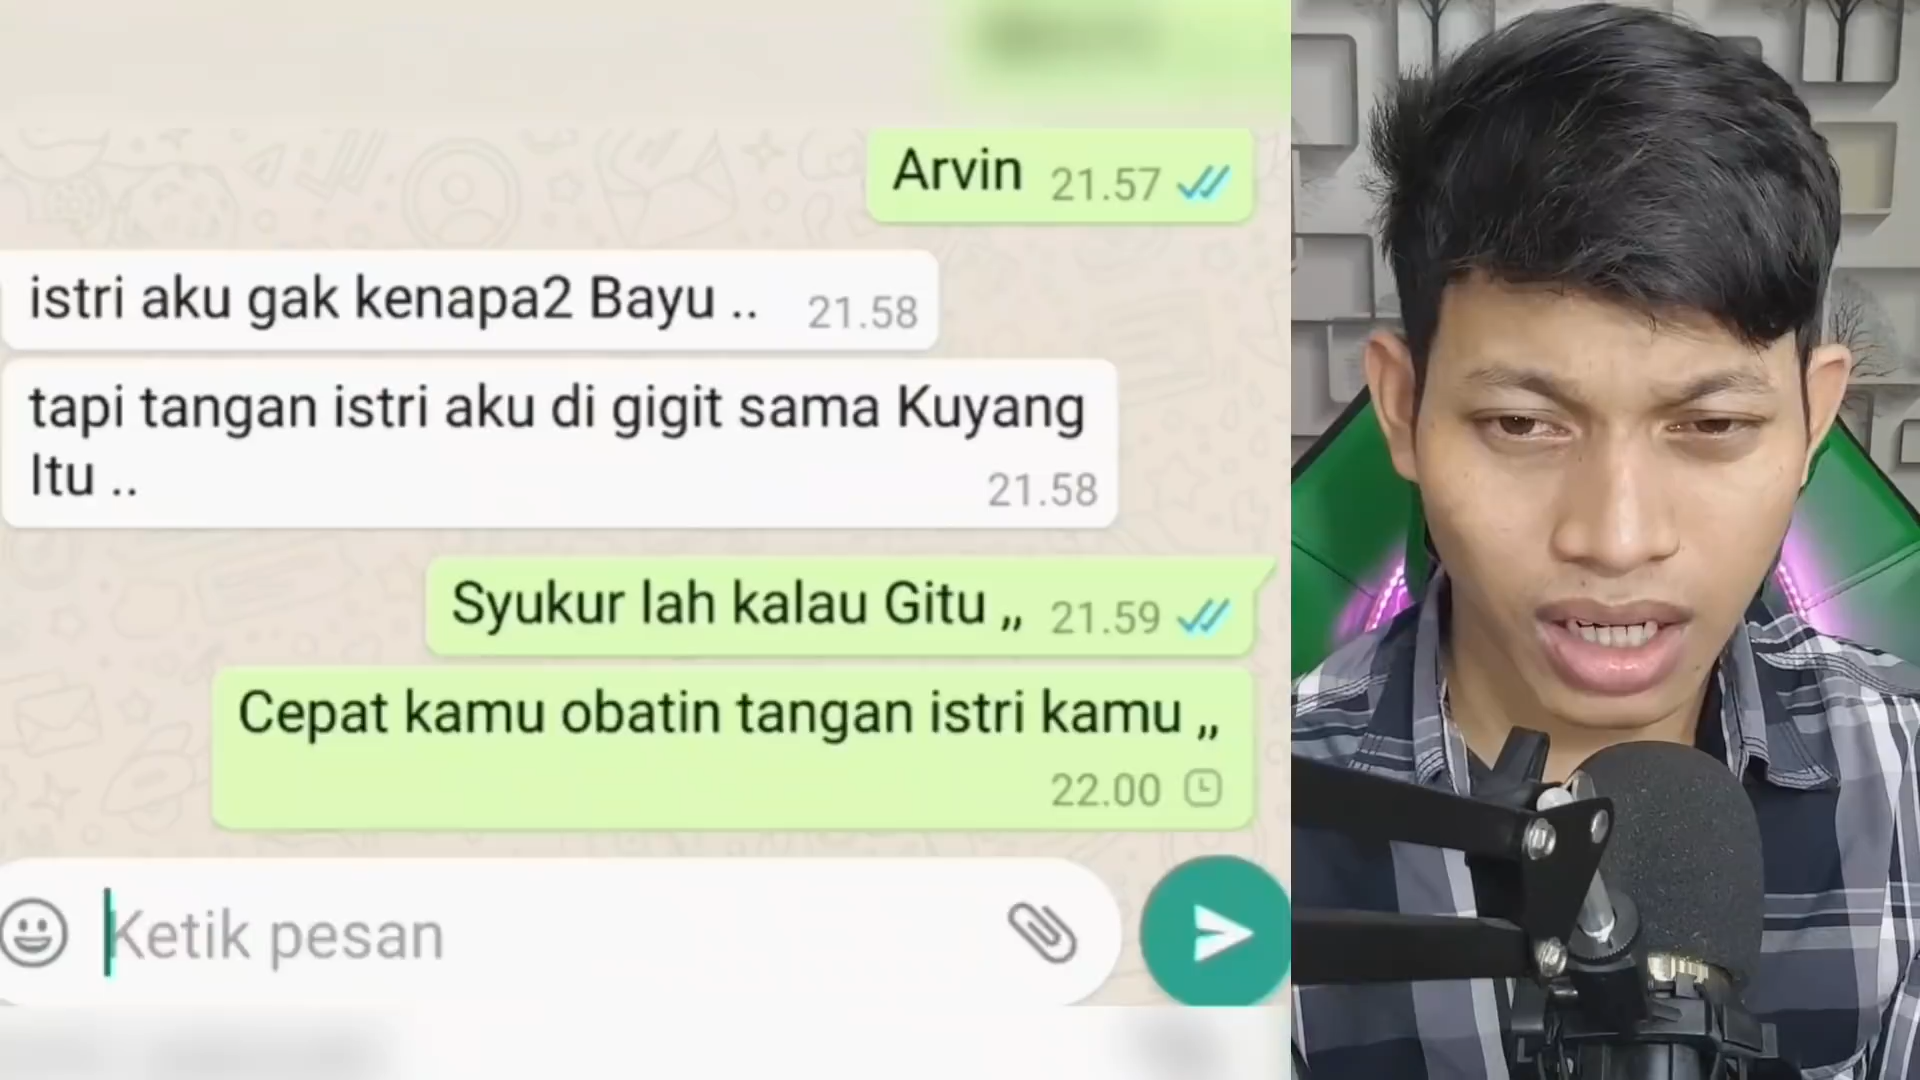 Arvin 21.57
istri aku gak kenapa2 Bayu .. 21.58
tapi tangan istri aku di gigit sama Kuyang
Itu .. 21.58
Syukur lah kalau Gitu ,, 21.59
Cepat kamu obatin tangan istri kamu ,,
22.00
Ketik pesan